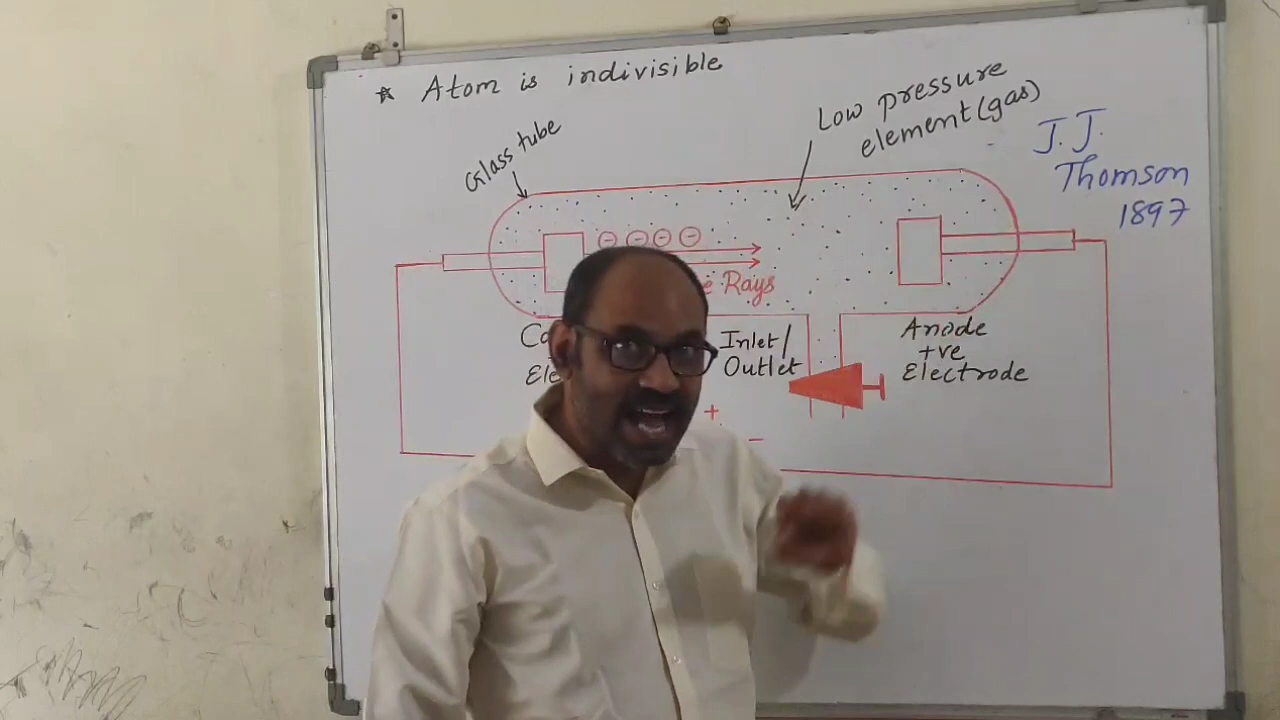 ☆ Atom is indivisible
Glass tube
Low pressure
element (gas)
J.J.
Thomson
1897
Rays
Inlet/
Outlet
Anode
+ve
Electrode
+
−